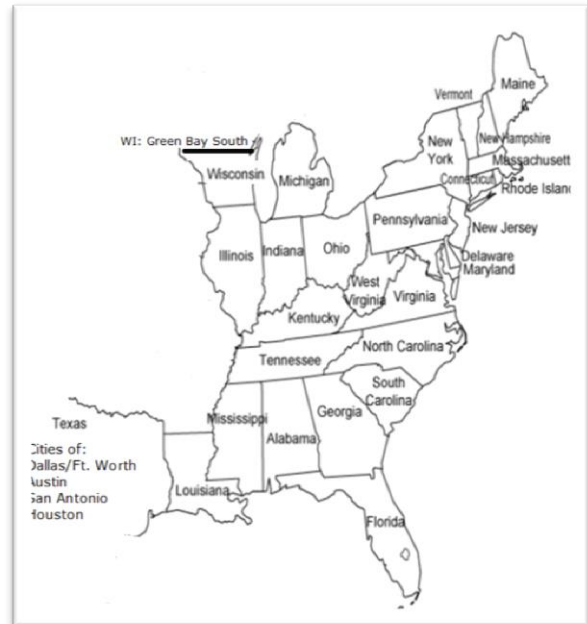 Maine
Vermont
WI: Green Bay South
New York
New Hampshire
Massachusett
Wisconsin
Michigan
Connecticut
Rhode Islan
Pennsylvania
New Jersey
Illinois
Indiana
Ohio
Delaware
Maryland
West Virginia
Virginia
Kentucky
North Carolina
Tennessee
South Carolina
Mississippi
Georgia
Alabama
Texas
Cities of:
Dallas/Ft. Worth
Austin
San Antonio
Houston
Louisiana
Florida